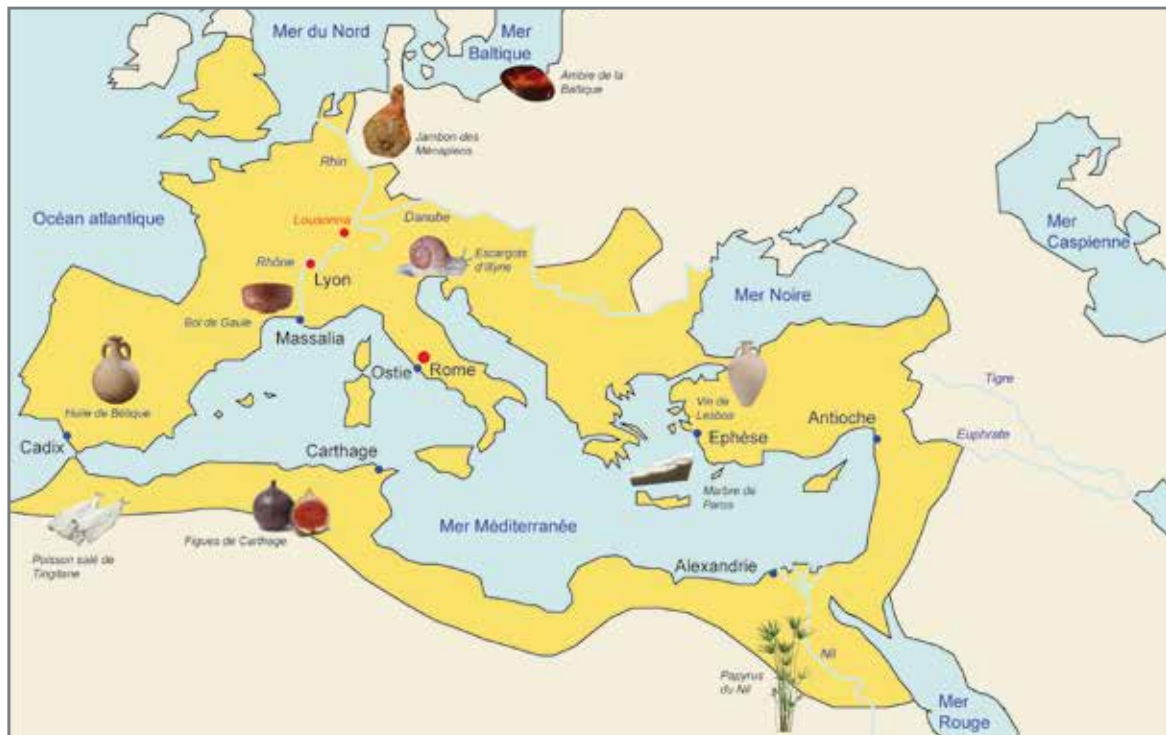 Mer du Nord
Mer
Baltique
Ambre de la
Baltique
Jambon des
Ménapiens
Rhin
Océan atlantique
Lousonna
Danube
Mer
Caspienne
Escargots
d'Illyrie
Rhône
Lyon
Mer Noire
Bol de Gaule
Massalia
Ostie
Rome
Tigre
Huile de Bétique
Vin de
Lesbos
Antioche
Cadix
Ephèse
Euphrate
Carthage
Marbre de
Paros
Mer Méditerranée
Figues de Carthage
Poisson salé de
Tingitane
Alexandrie
Nil
Papyrus
du Nil
Mer
Rouge